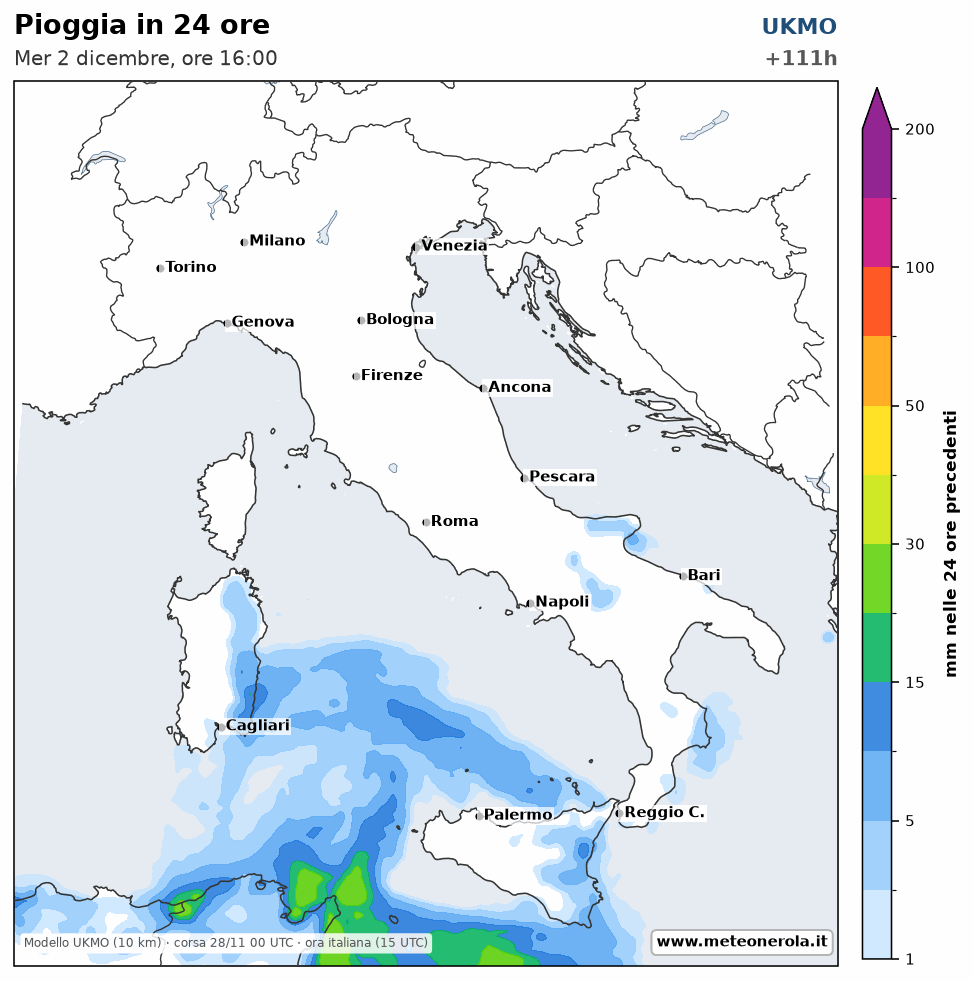 Pioggia in 24 ore
UKMO
Mer 2 dicembre, ore 16:00
+111h
Milano
Venezia
Torino
Genova
Bologna
Firenze
Ancona
Pescara
Roma
Bari
Napoli
Cagliari
Palermo
Reggio C.
Modello UKMO (10 km) · corsa 28/11 00 UTC · ora italiana (15 UTC)
www.meteonerola.it
200
100
50
30
15
5
1
mm nelle 24 ore precedenti